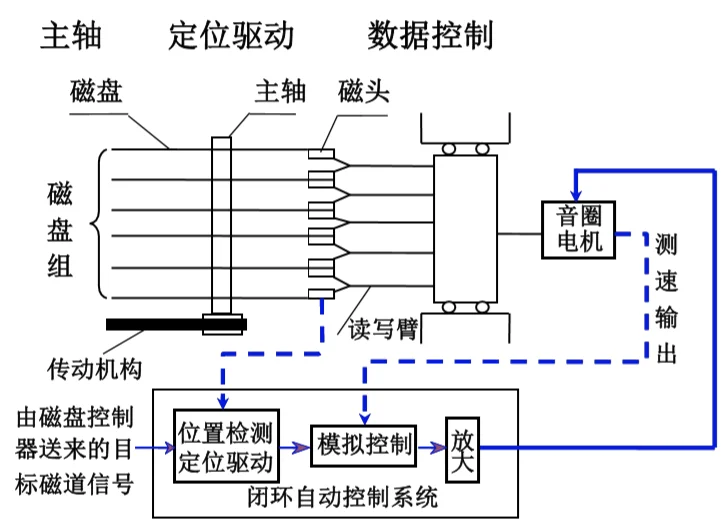 主轴 定位驱动 数据控制
磁盘 主轴 磁头
磁盘组
音圈
电机
测速输出
读写臂
传动机构
由磁盘控制
器送来的目
标磁道信号
位置检测
定位驱动
模拟控制
放大
闭环自动控制系统